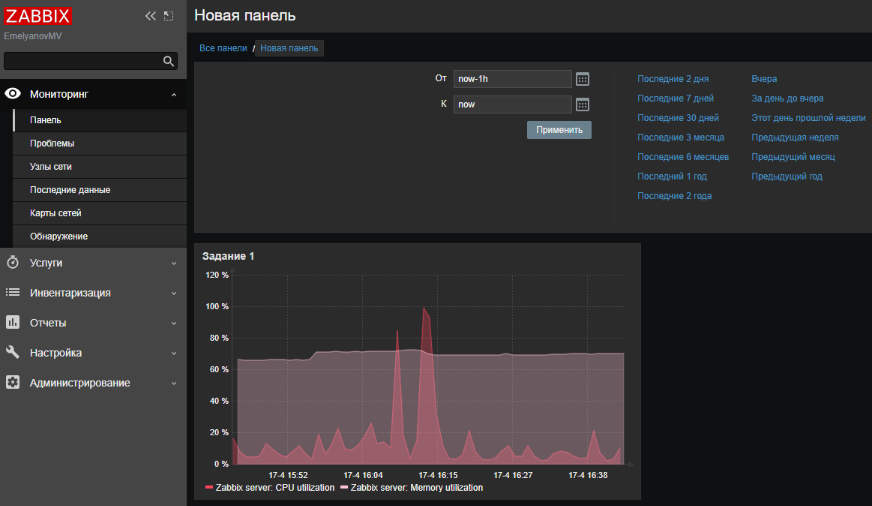 ZABBIX
EmelyanovMV
Мониторинг
Панель
Проблемы
Узлы сети
Последние данные
Карты сетей
Обнаружение
Услуги
Инвентаризация
Отчеты
Настройка
Администрирование
Новая панель
Все панели / Новая панель
От now-1h
К now
Применить
Последние 2 дня Вчера
Последние 7 дней За день до вчера
Последние 30 дней Этот день прошлой недели
Последние 3 месяца Предыдущая неделя
Последние 6 месяцев Предыдущий месяц
Последний 1 год Предыдущий год
Последние 2 года
Задание 1
120 %
100 %
80 %
60 %
40 %
20 %
0 %
17-4 15:52 17-4 16:04 17-4 16:15 17-4 16:27 17-4 16:38
Zabbix server: CPU utilization Zabbix server: Memory utilization